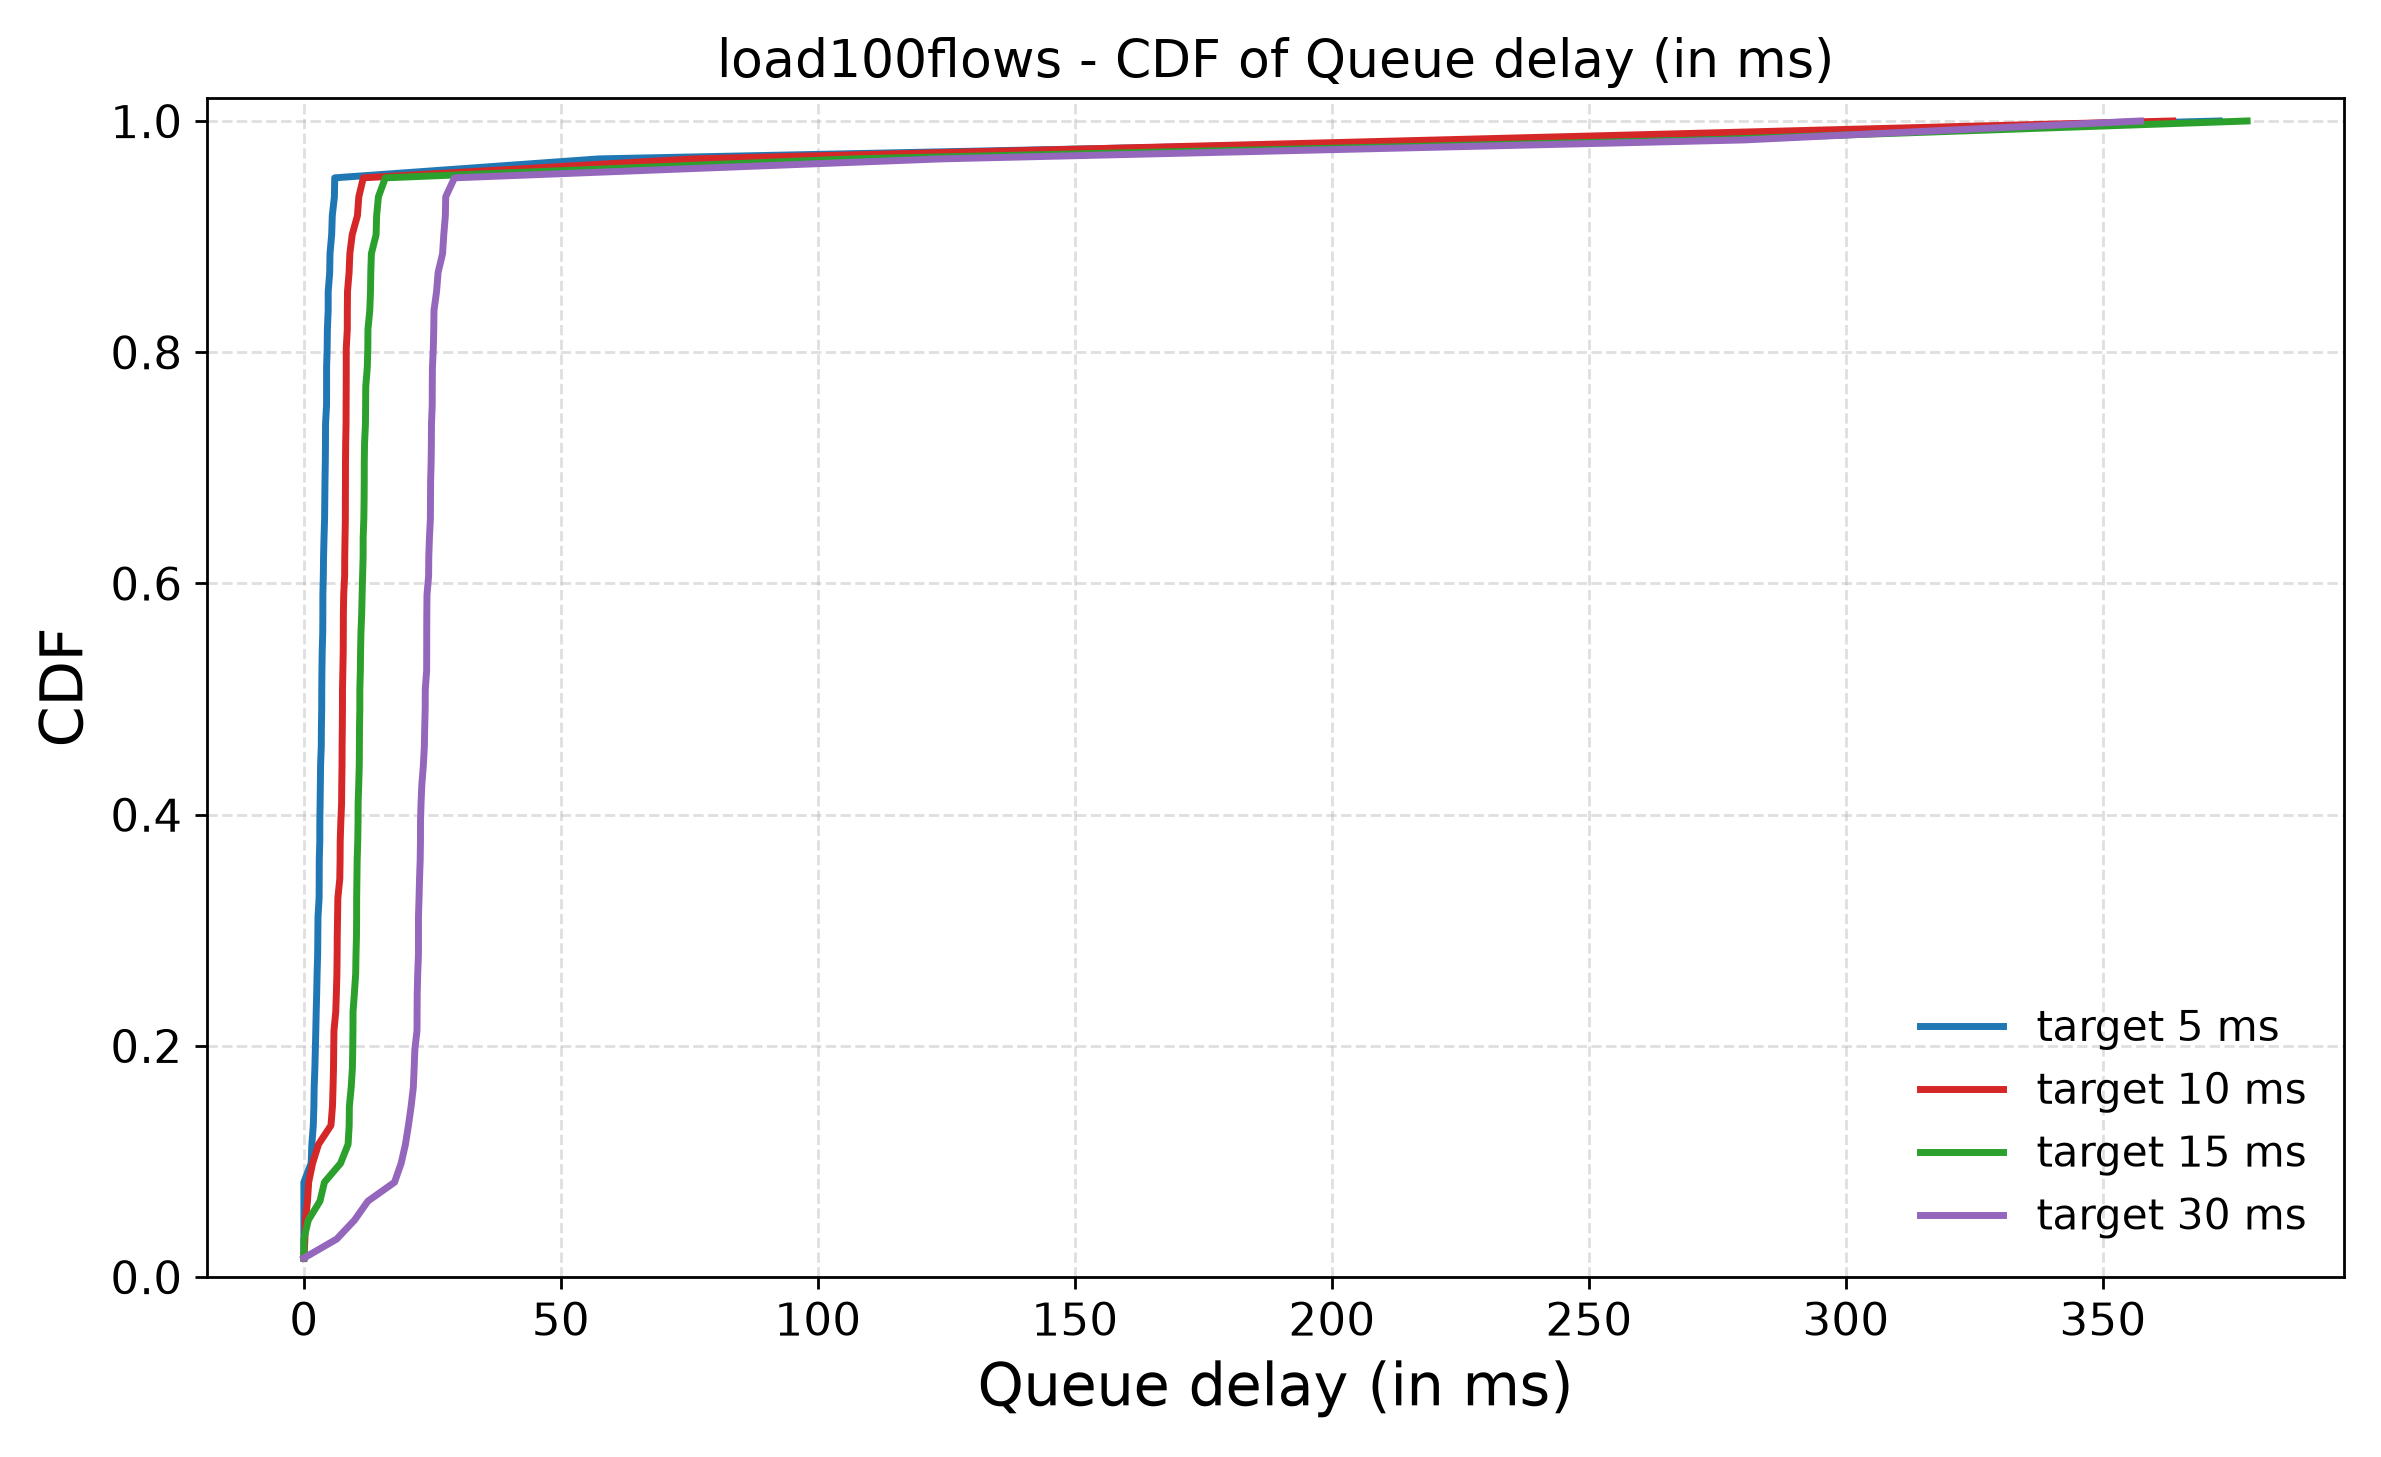 load100flows - CDF of Queue delay (in ms)
1.0
0.8
0.6
0.4
0.2
0.0
CDF
0 50 100 150 200 250 300 350
Queue delay (in ms)
target 5 ms
target 10 ms
target 15 ms
target 30 ms